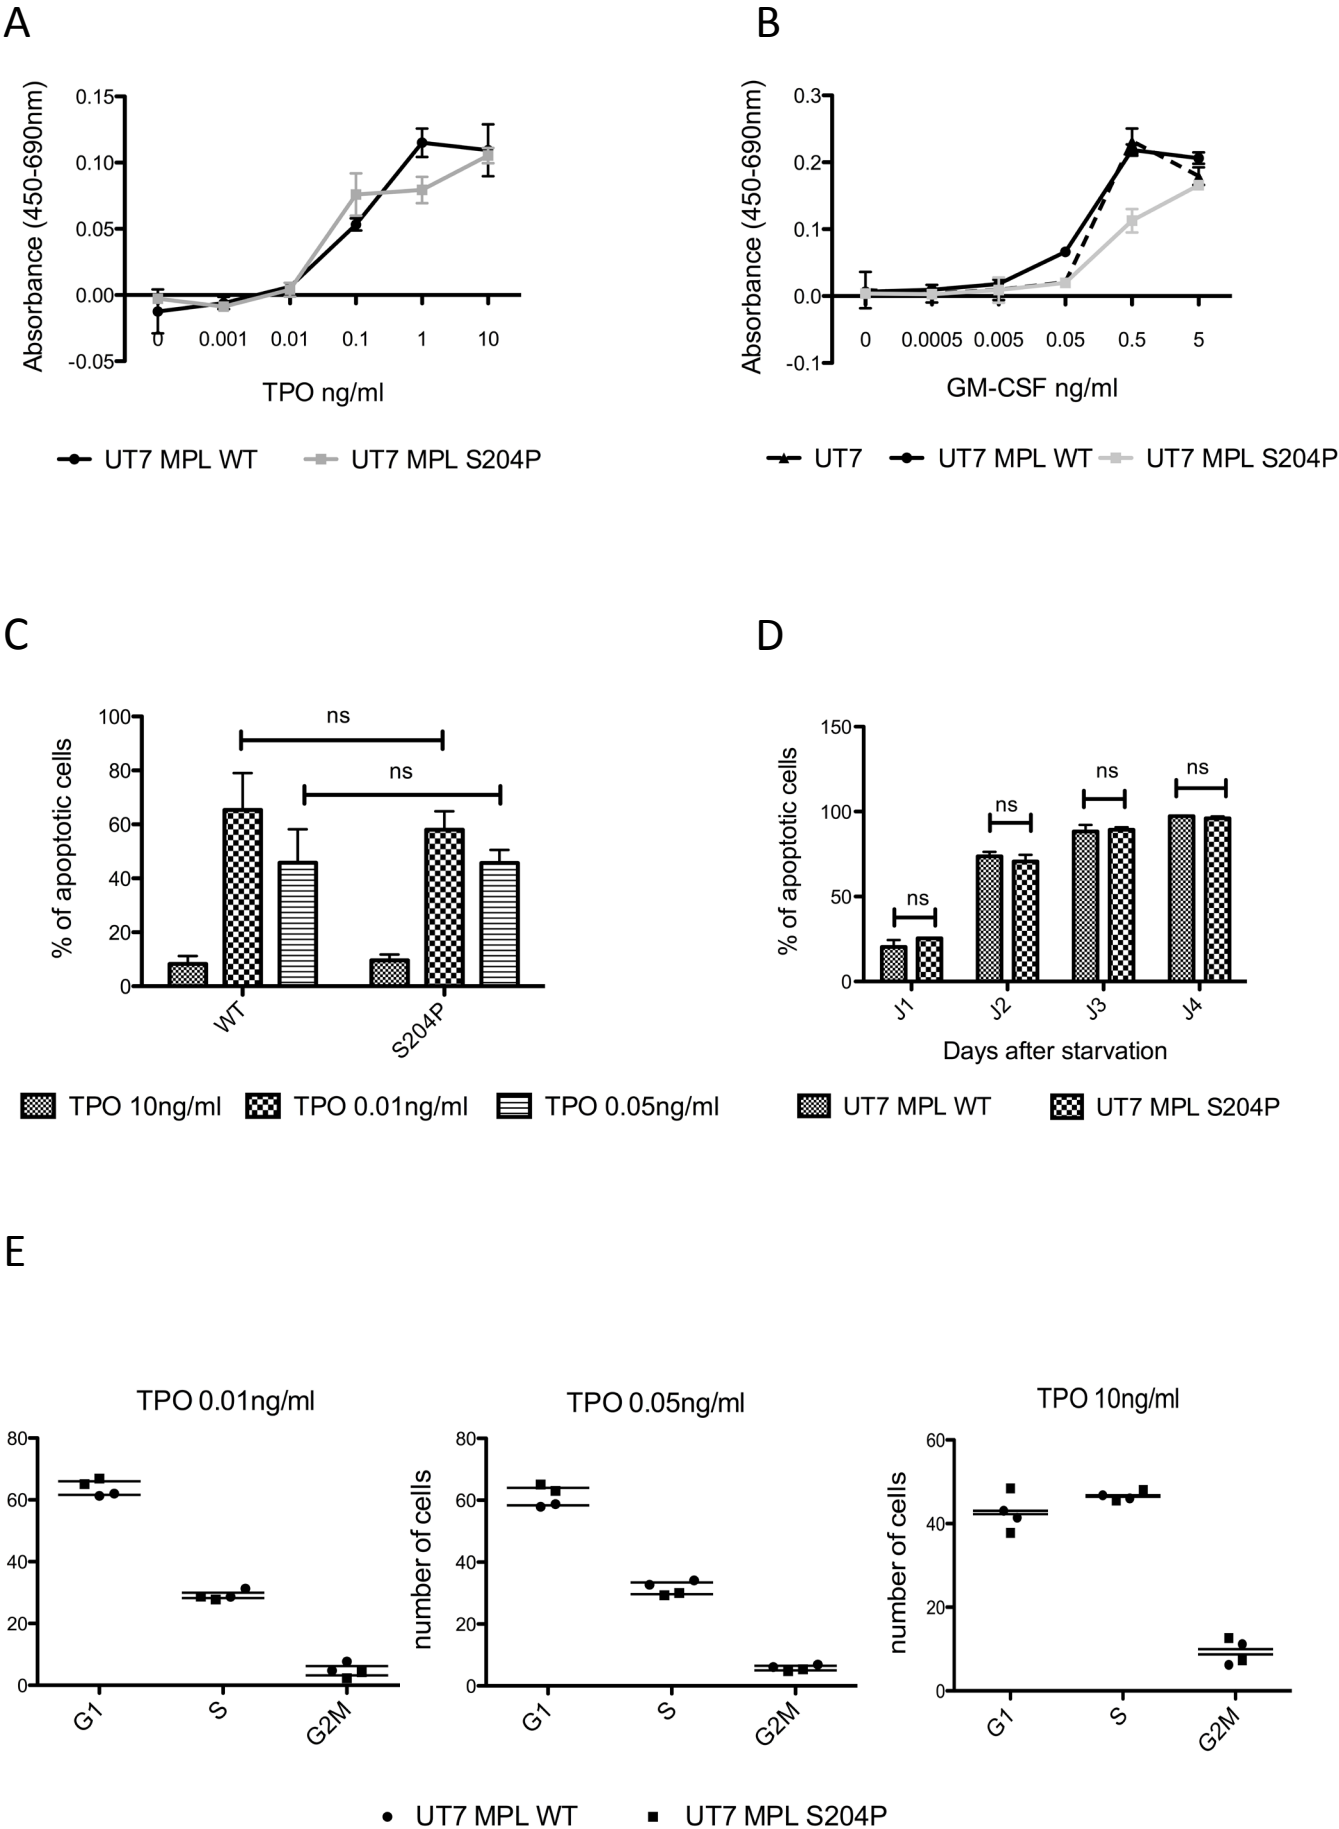 A
B
Absorbance (450-690nm)
0.15
0.10
0.05
0.00
-0.05
0 0.001 0.01 0.1 1 10
TPO ng/ml
UT7 MPL WT UT7 MPL S204P
Absorbance (450-690nm)
0.3
0.2
0.1
0.0
-0.1
0 0.0005 0.005 0.05 0.5 5
GM-CSF ng/ml
UT7 UT7 MPL WT UT7 MPL S204P
C
D
% of apoptotic cells
100
80
60
40
20
0
ns
ns
WT S204P
TPO 10ng/ml TPO 0.01ng/ml TPO 0.05ng/ml
% of apoptotic cells
150
100
50
0
ns ns ns ns
J1 J2 J3 J4
Days after starvation
UT7 MPL WT UT7 MPL S204P
E
TPO 0.01ng/ml
80
60
40
20
0
G1 S G2M
TPO 0.05ng/ml
number of cells
80
60
40
20
0
G1 S G2M
TPO 10ng/ml
number of cells
60
40
20
0
G1 S G2M
UT7 MPL WT UT7 MPL S204P